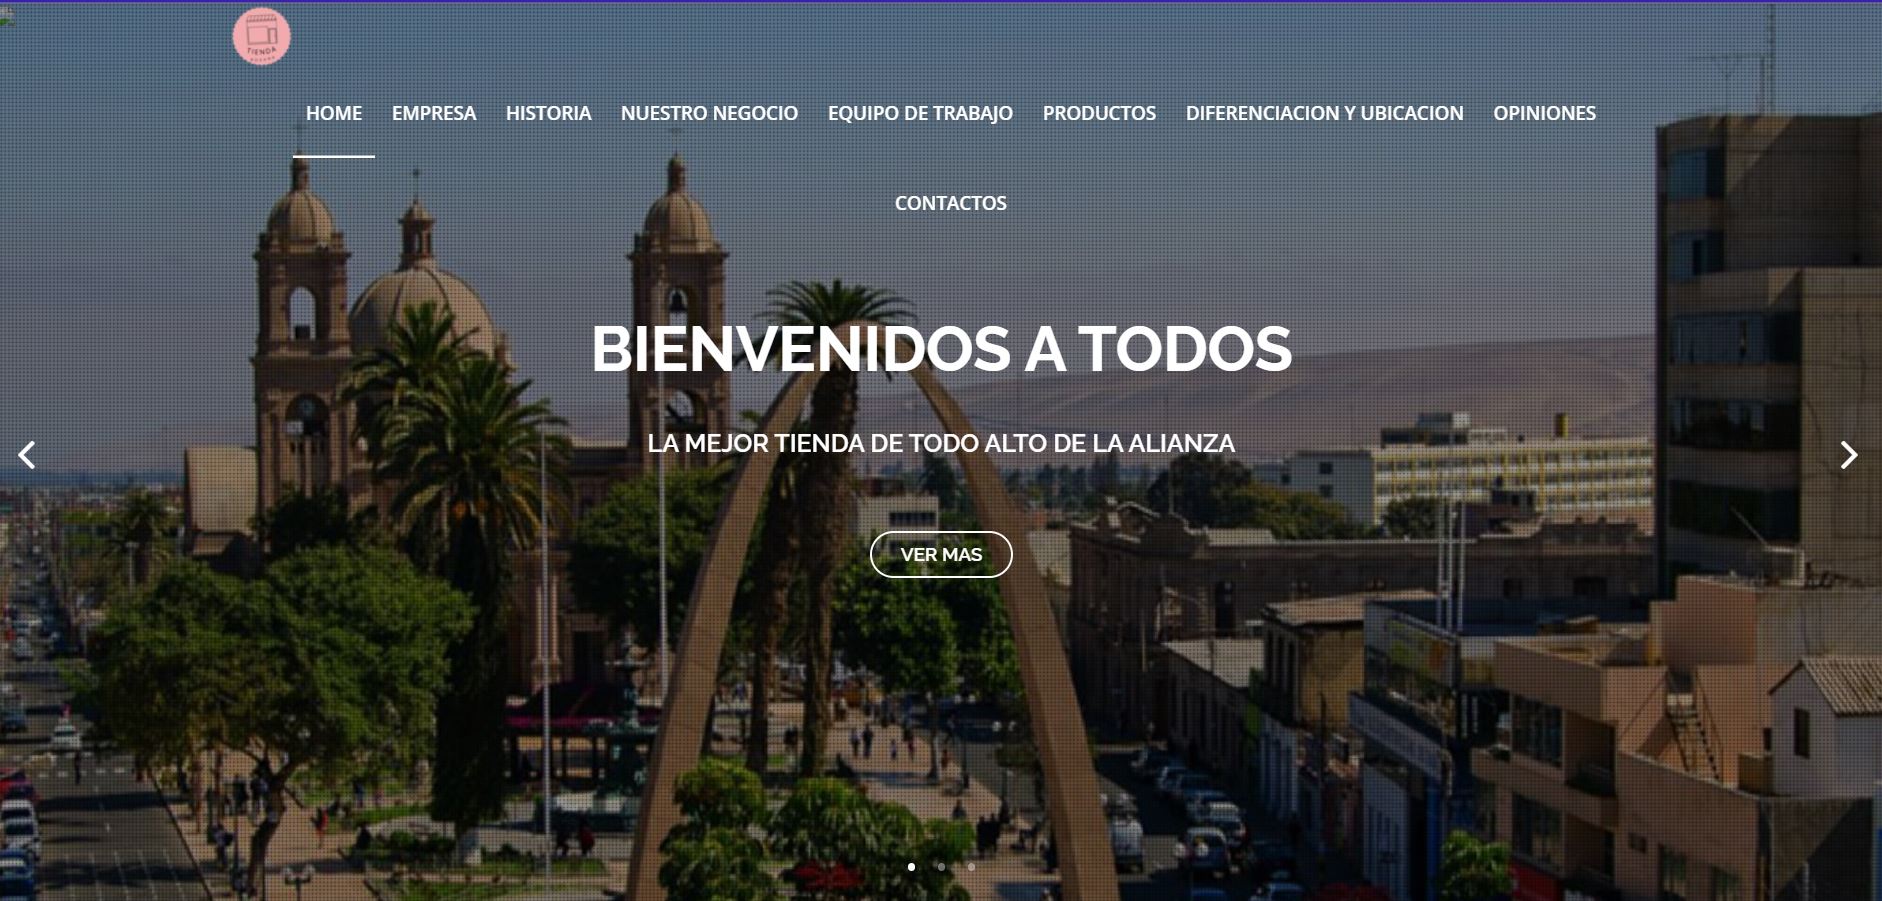 TIENDA
HOME EMPRESA HISTORIA NUESTRO NEGOCIO EQUIPO DE TRABAJO PRODUCTOS DIFERENCIACION Y UBICACION OPINIONES
CONTACTOS
BIENVENIDOS A TODOS
LA MEJOR TIENDA DE TODO ALTO DE LA ALIANZA
VER MAS